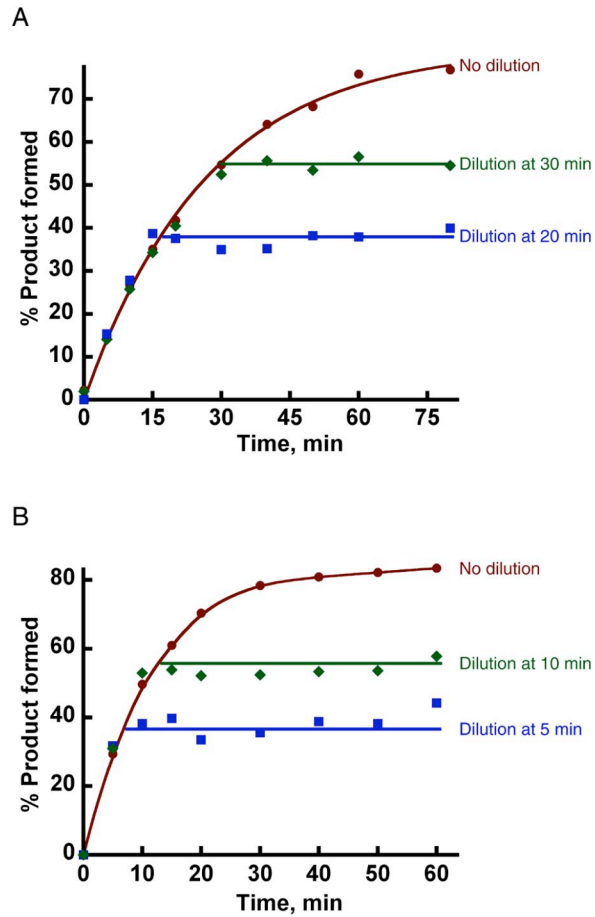 A
No dilution
Dilution at 30 min
Dilution at 20 min
% Product formed
70
60
50
40
30
20
10
0
0 15 30 45 60 75
Time, min
B
No dilution
Dilution at 10 min
Dilution at 5 min
% Product formed
80
60
40
20
0
0 10 20 30 40 50 60
Time, min